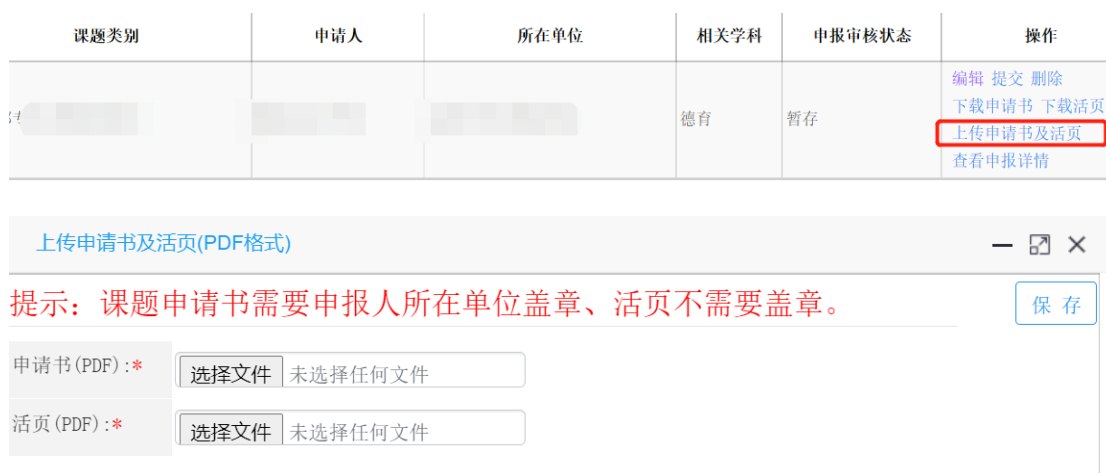 课题类别 申请人 所在单位 相关学科 申报审核状态 操作
编辑 提交 删除
下载申请书 下载活页
德育 暂存
上传申请书及活页
查看申报详情
上传申请书及活页(PDF格式)
提示：课题申请书需要申报人所在单位盖章、活页不需要盖章。
保 存
申请书(PDF):* 选择文件 未选择任何文件
活页(PDF):* 选择文件 未选择任何文件